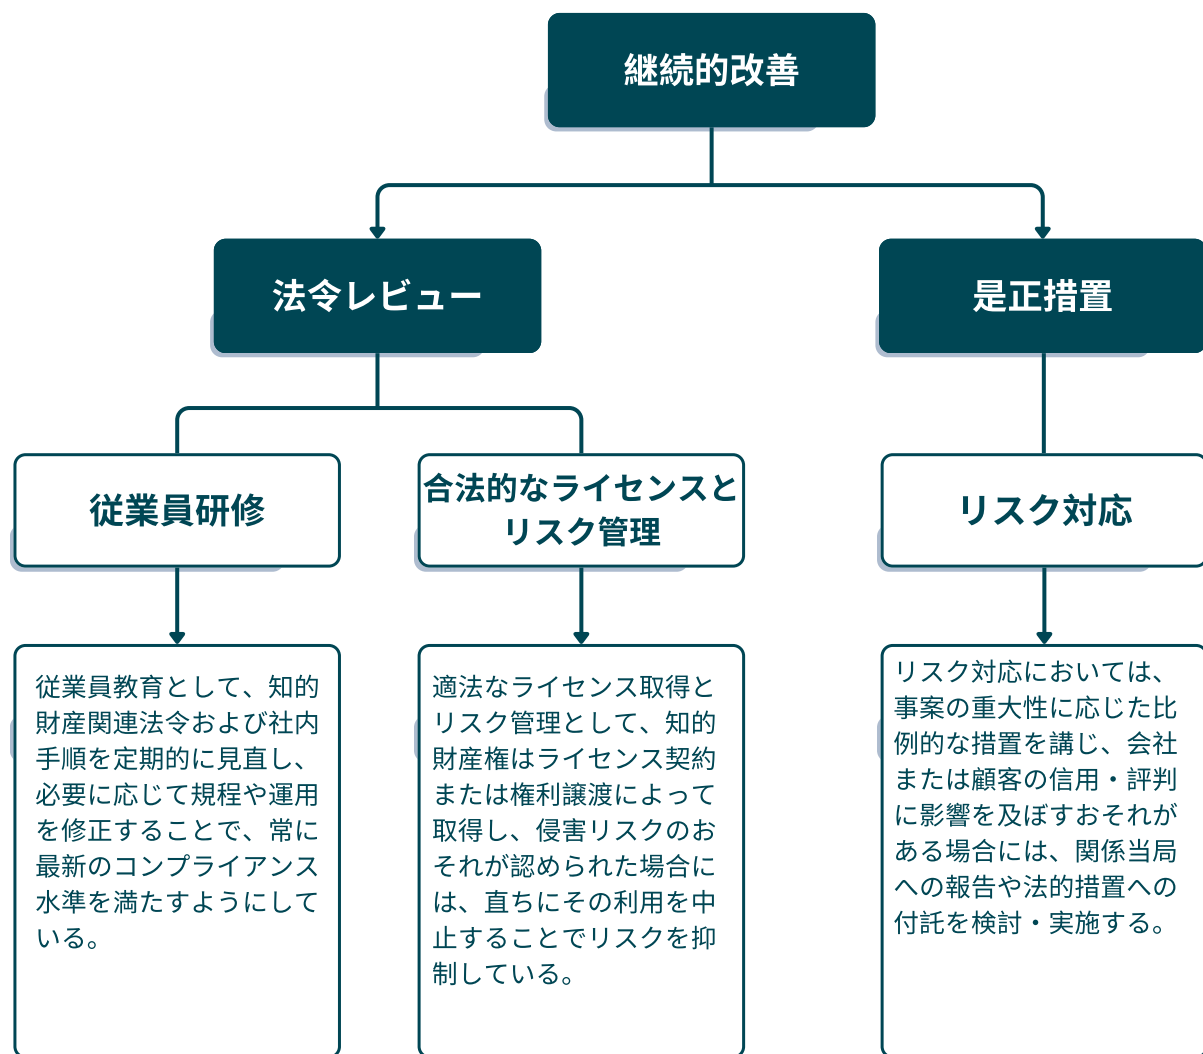 継続的改善
法令レビュー
是正措置
従業員研修
合法的なライセンスと
リスク管理
リスク対応
従業員教育として、知的
財産関連法令および社内
手順を定期的に見直し、
必要に応じて規程や運用
を修正することで、常に
最新のコンプライアンス
水準を満たすようにして
いる。
適法なライセンス取得と
リスク管理として、知的
財産権はライセンス契約
または権利譲渡によって
取得し、侵害リスクのお
それが認められた場合に
は、直ちにその利用を中
止することでリスクを抑
制している。
リスク対応においては、
事案の重大性に応じた比
例的な措置を講じ、会社
または顧客の信用・評判
に影響を及ぼすおそれが
ある場合には、関係当局
への報告や法的措置への
付託を検討・実施する。